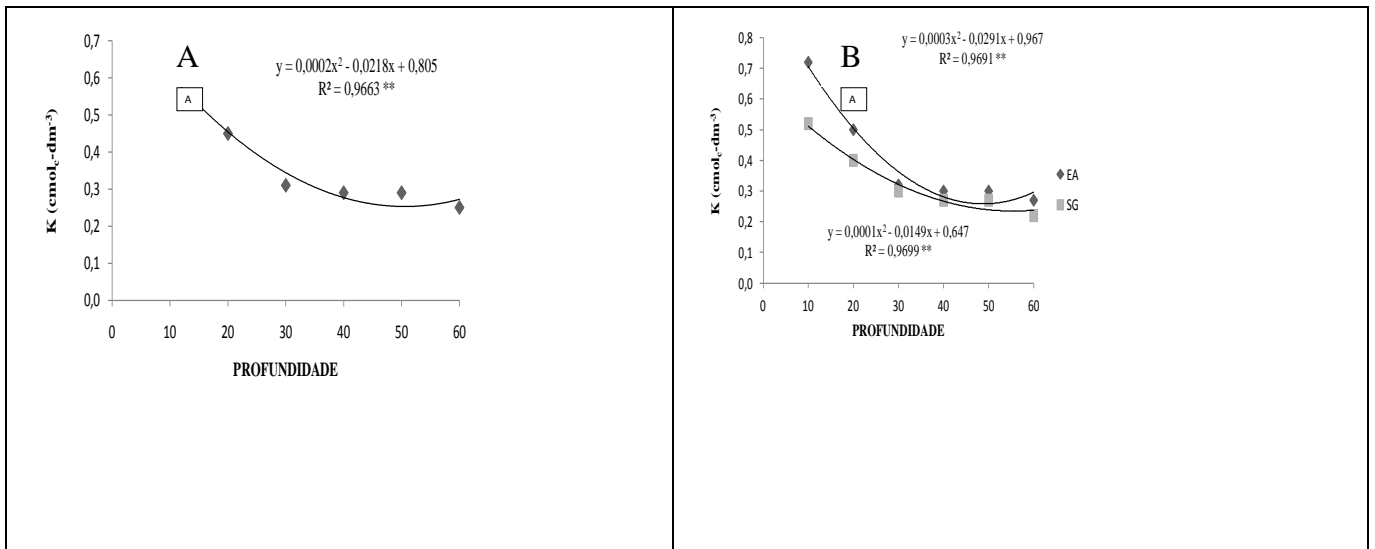 A
y = 0,0002x² - 0,0218x + 0,805
R² = 0,9663 **
0,7
0,6
0,5
0,4
0,3
0,2
0,1
0,0
A
K (cmolc-dm-3)
0 10 20 30 40 50 60
PROFUNDIDADE
B
y = 0,0003x² - 0,0291x + 0,967
R² = 0,9691 **
0,8
0,7
0,6
0,5
0,4
0,3
0,2
0,1
0,0
A
K (cmolc-dm-3)
EA
SG
y = 0,0001x² - 0,0149x + 0,647
R² = 0,9699 **
0 10 20 30 40 50 60
PROFUNDIDADE